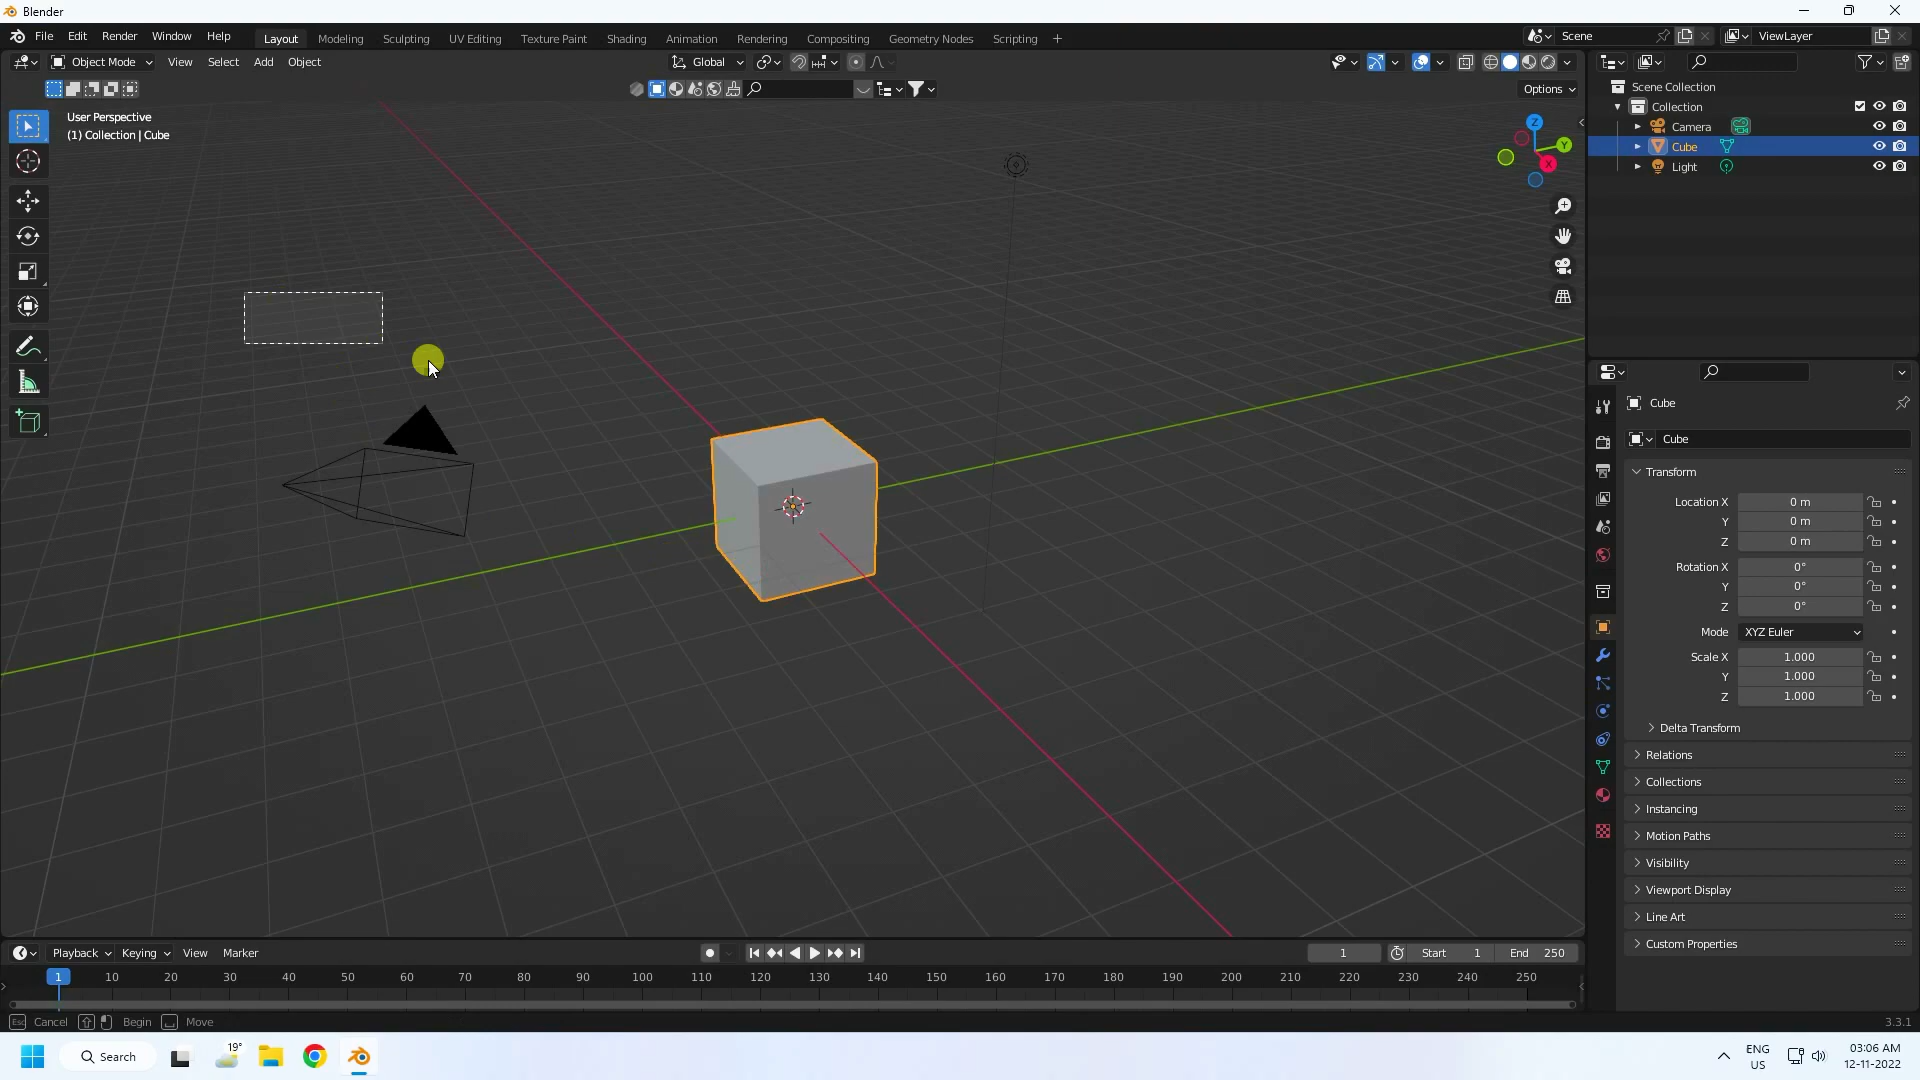 Blender
File Edit Render Window Help
Layout Modeling Sculpting UV Editing Texture Paint Shading Animation Rendering Compositing Geometry Nodes Scripting +
Scene
ViewLayer
Object Mode View Select Add Object
Global
Options
User Perspective
(1) Collection | Cube
Z
Y
X
Scene Collection
Collection
Camera
Cube
Light
Cube
Cube
Transform
Location X 0 m
Y 0 m
Z 0 m
Rotation X 0°
Y 0°
Z 0°
Mode XYZ Euler
Scale X 1.000
Y 1.000
Z 1.000
Delta Transform
Relations
Collections
Instancing
Motion Paths
Visibility
Viewport Display
Line Art
Custom Properties
Playback Keying View Marker
1 Start 1 End 250
1 10 20 30 40 50 60 70 80 90 100 110 120 130 140 150 160 170 180 190 200 210 220 230 240 250
Esc Cancel Begin Move
3.3.1
Search
19°
ENG
US
03:06 AM
12-11-2022